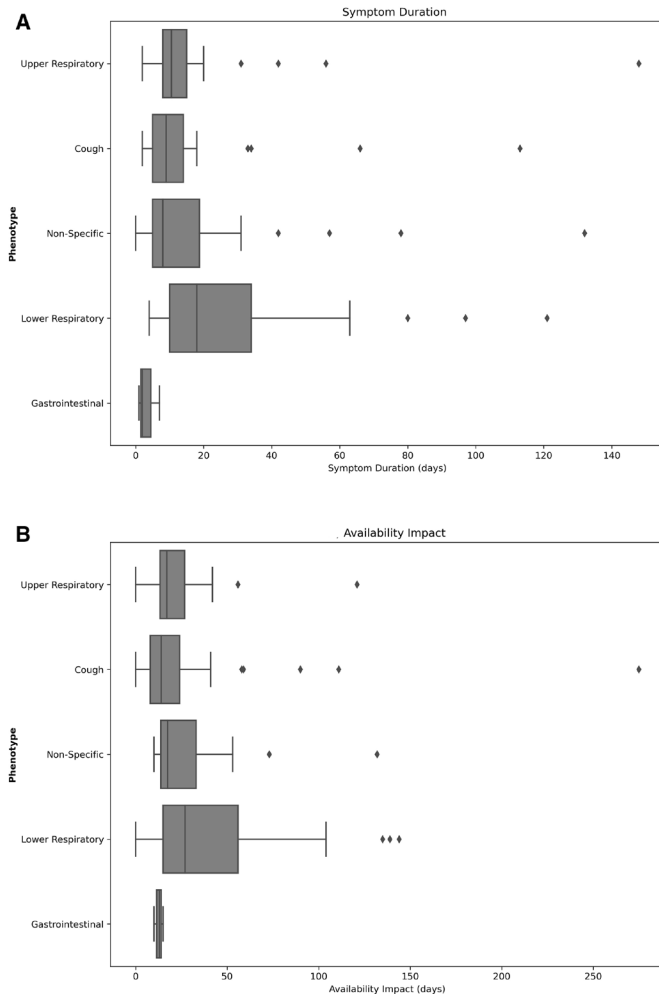 A
Symptom Duration
Upper Respiratory
Cough
Non-Specific
Lower Respiratory
Gastrointestinal
Phenotype
0 20 40 60 80 100 120 140
Symptom Duration (days)
B
Availability Impact
Upper Respiratory
Cough
Non-Specific
Lower Respiratory
Gastrointestinal
Phenotype
0 50 100 150 200 250
Availability Impact (days)